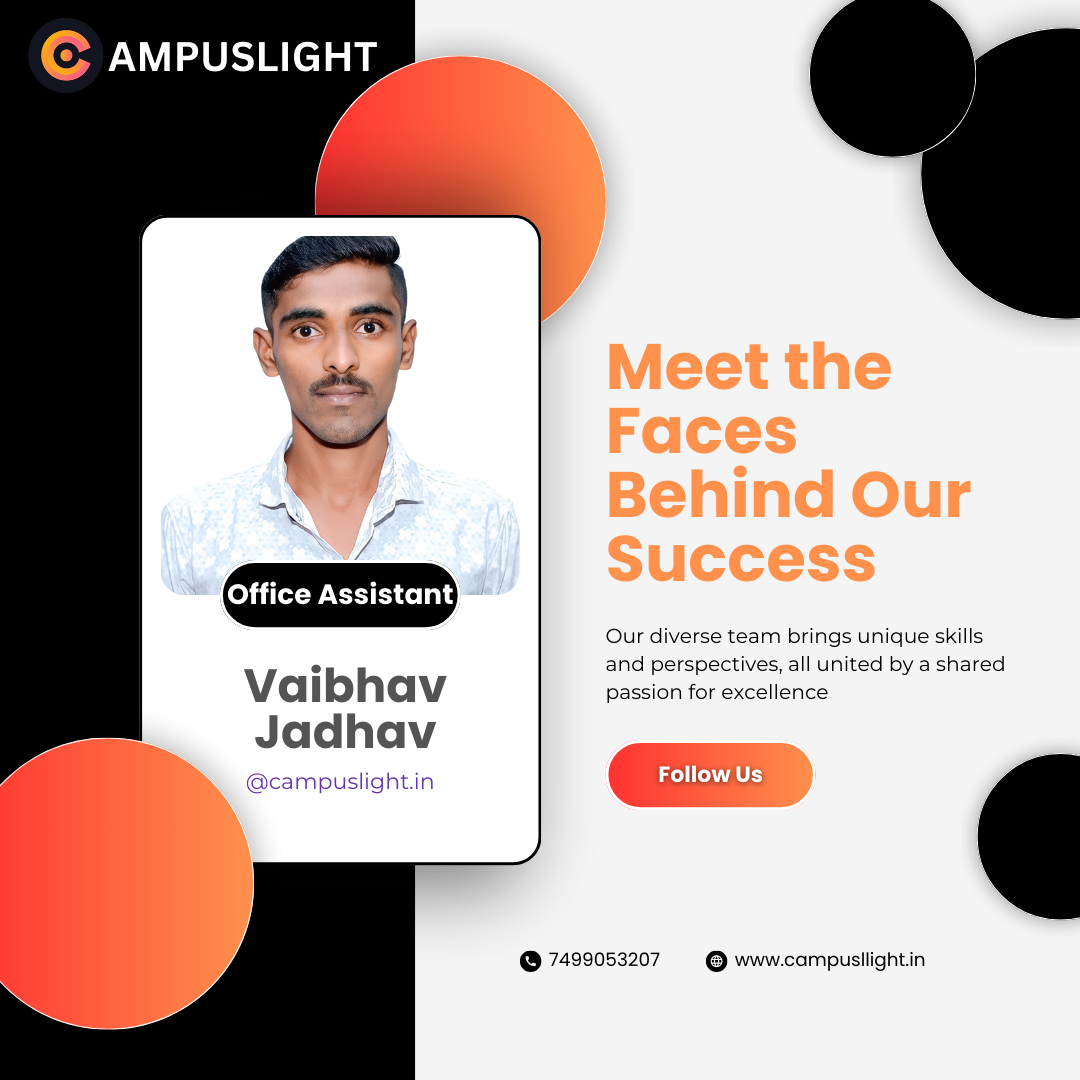 CAMPUSLIGHT
Meet the
Faces
Behind Our
Success
Office Assistant
Vaibhav
Jadhav
@campuslight.in
Our diverse team brings unique skills
and perspectives, all united by a shared
passion for excellence
Follow Us
7499053207
www.campusllight.in